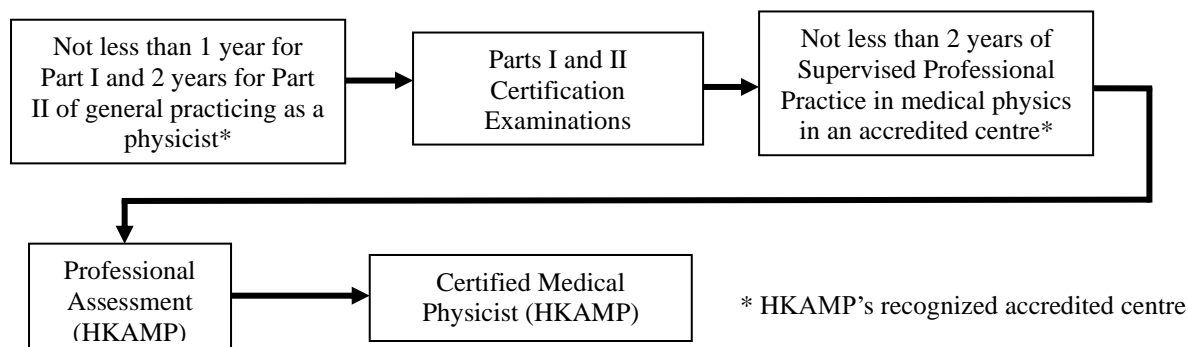 Not less than 1 year for
Part I and 2 years for Part
II of general practicing as a
physicist*
Parts I and II
Certification
Examinations
Not less than 2 years of
Supervised Professional
Practice in medical physics
in an accredited centre*
Professional
Assessment
(HKAMP)
Certified Medical
Physicist (HKAMP)
* HKAMP's recognized accredited centre